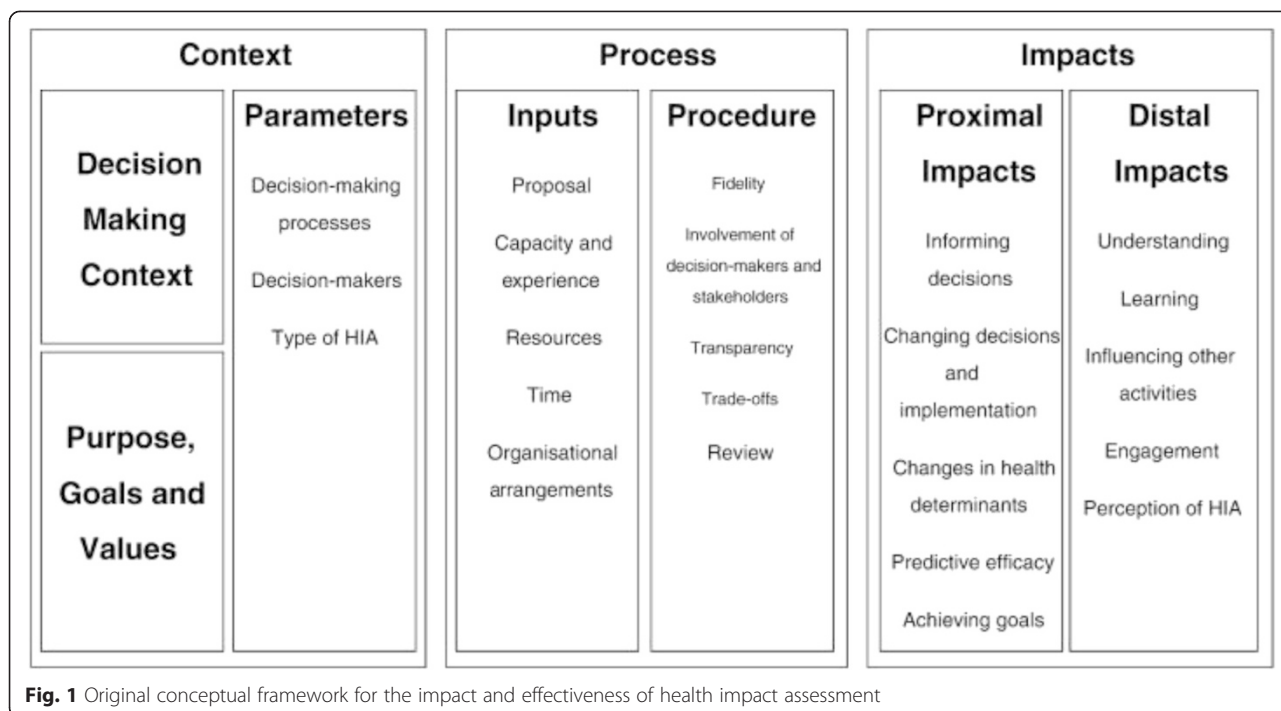 Context
Decision
Making
Context
Purpose,
Goals and
Values
Parameters
Decision-making
processes
Decision-makers
Type of HIA
Process
Inputs
Proposal
Capacity and
experience
Resources
Time
Organisational
arrangements
Procedure
Fidelity
Involvement of
decision-makers and
stakeholders
Transparency
Trade-offs
Review
Impacts
Proximal
Impacts
Informing
decisions
Changing decisions
and
implementation
Changes in health
determinants
Predictive efficacy
Achieving goals
Distal
Impacts
Understanding
Learning
Influencing other
activities
Engagement
Perception of HIA
Fig. 1 Original conceptual framework for the impact and effectiveness of health impact assessment